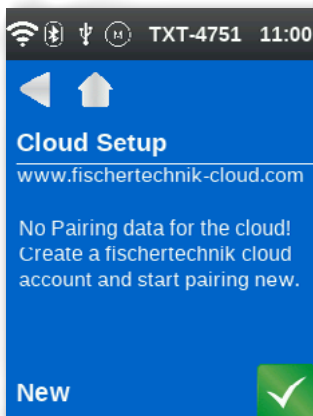 M TXT-4751 11:00
Cloud Setup
www.fischertechnik-cloud.com
No Pairing data for the cloud!
Create a fischertechnik cloud
account and start pairing new.
New